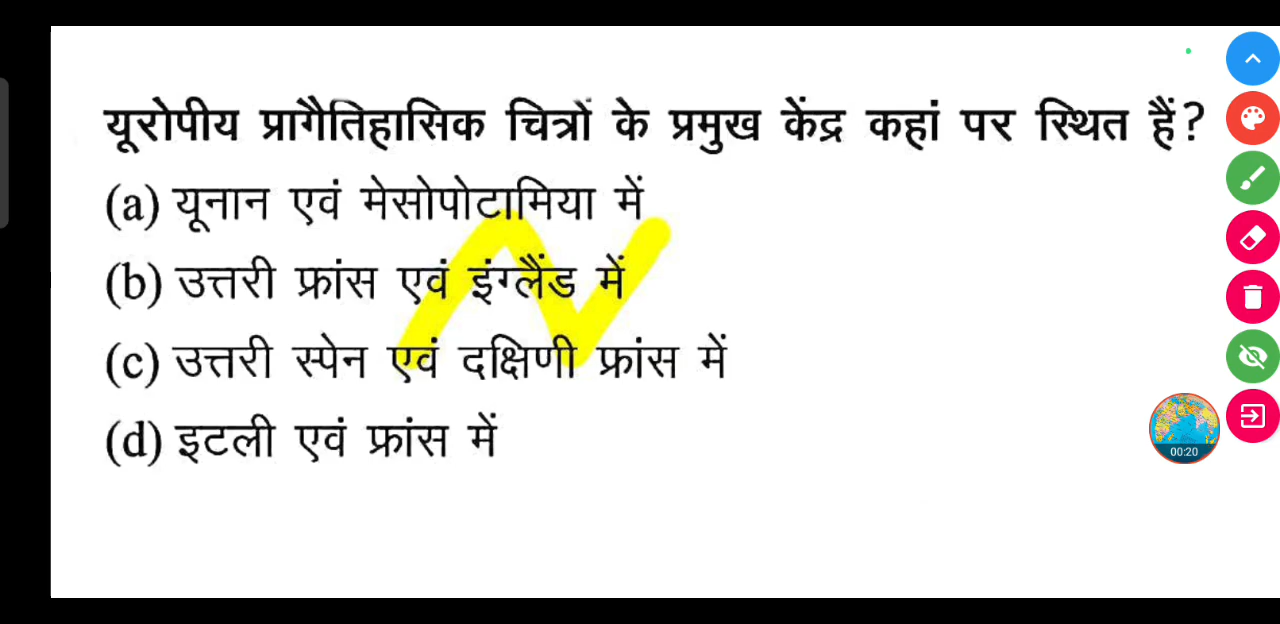 यूरोपीय प्रागैतिहासिक चित्रों के प्रमुख केंद्र कहां पर स्थित हैं?
(a) यूनान एवं मेसोपोटामिया में
(b) उत्तरी फ्रांस एवं इंग्लैंड में
(c) उत्तरी स्पेन एवं दक्षिणी फ्रांस में
(d) इटली एवं फ्रांस में
00:20